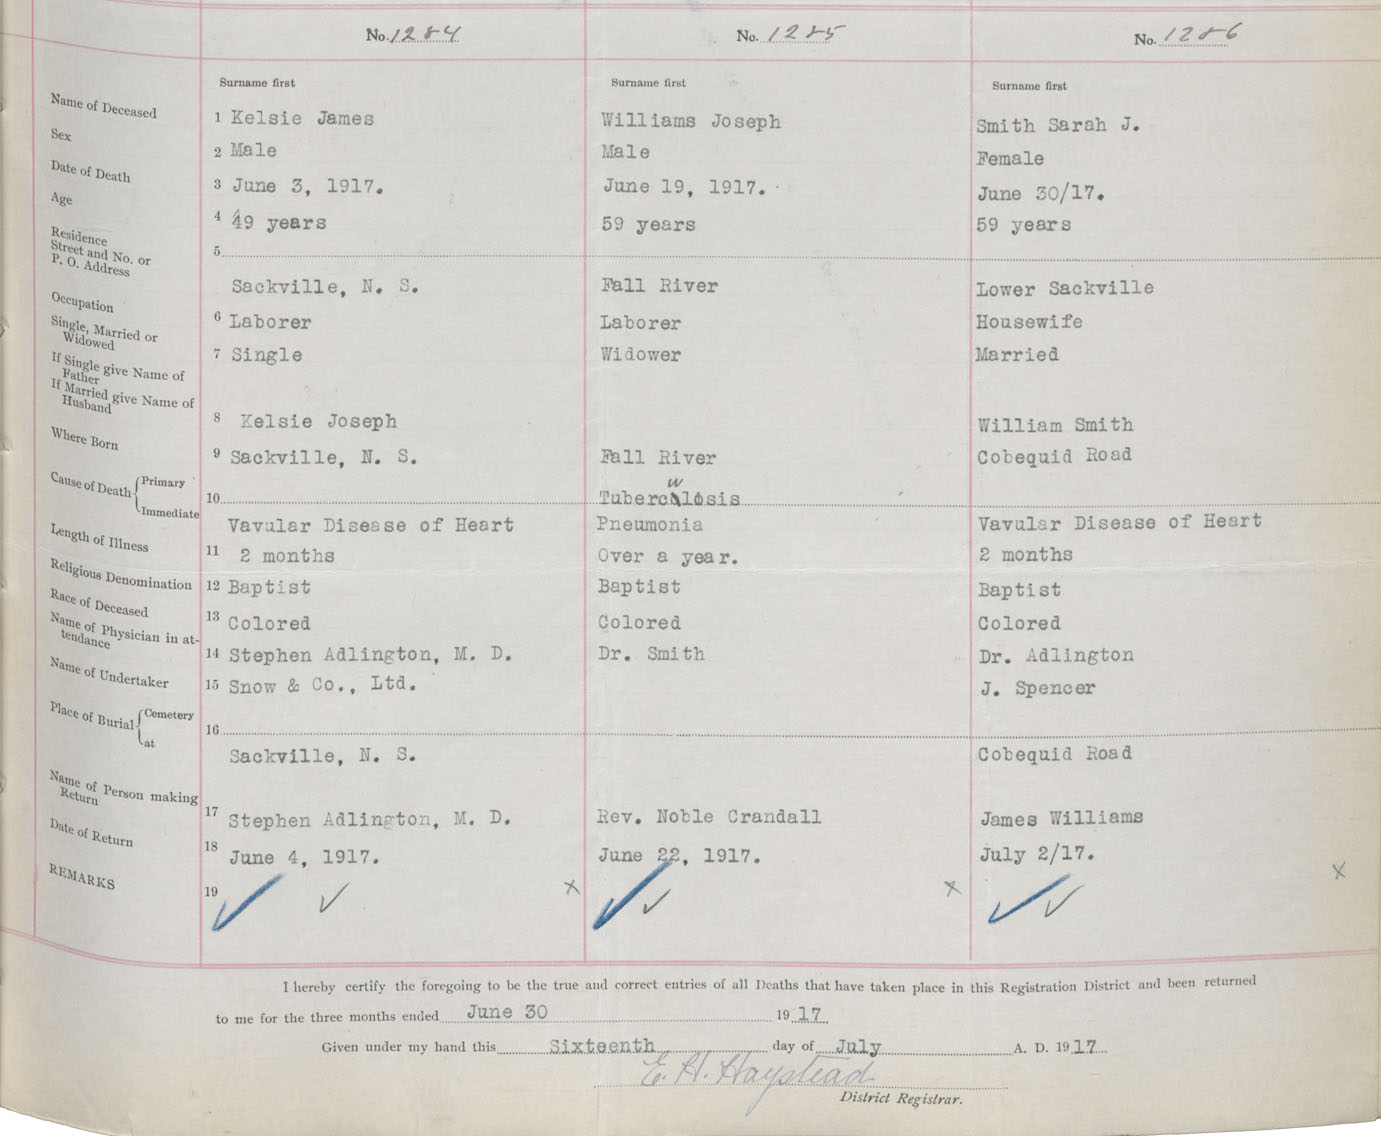 No. 1284 No. 1285 No. 1286
Surname first Surname first Surname first
Name of Deceased 1 Kelsie James Williams Joseph Smith Sarah J.
Sex 2 Male Male Female
Date of Death 3 June 3, 1917. June 19, 1917. June 30/17.
Age 4 49 years 59 years 59 years
Residence
Street and No. or 5
P. O. Address
Sackville, N. S. Fall River Lower Sackville
Occupation 6 Laborer Laborer Housewife
Single, Married or
Widowed 7 Single Widower Married
If Single give Name of
Father
If Married give Name of
Husband 8 Kelsie Joseph William Smith
Where Born 9 Sackville, N. S. Fall River Cobequid Road
Cause of Death Primary 10 Tuberculosis
Immediate Vavular Disease of Heart Pneumonia Vavular Disease of Heart
Length of Illness 11 2 months Over a year. 2 months
Religious Denomination 12 Baptist Baptist Baptist
Race of Deceased 13 Colored Colored Colored
Name of Physician in at-
tendance 14 Stephen Adlington, M. D. Dr. Smith Dr. Adlington
Name of Undertaker 15 Snow & Co., Ltd. J. Spencer
Place of Burial Cemetery 16
at Sackville, N. S. Cobequid Road
Name of Person making
Return 17 Stephen Adlington, M. D. Rev. Noble Crandall James Williams
Date of Return 18 June 4, 1917. June 22, 1917. July 2/17.
REMARKS 19
I hereby certify the foregoing to be the true and correct entries of all Deaths that have taken place in this Registration District and been returned
to me for the three months ended June 30 1917
Given under my hand this Sixteenth day of July A. D. 1917
E. H. Haystead
District Registrar.